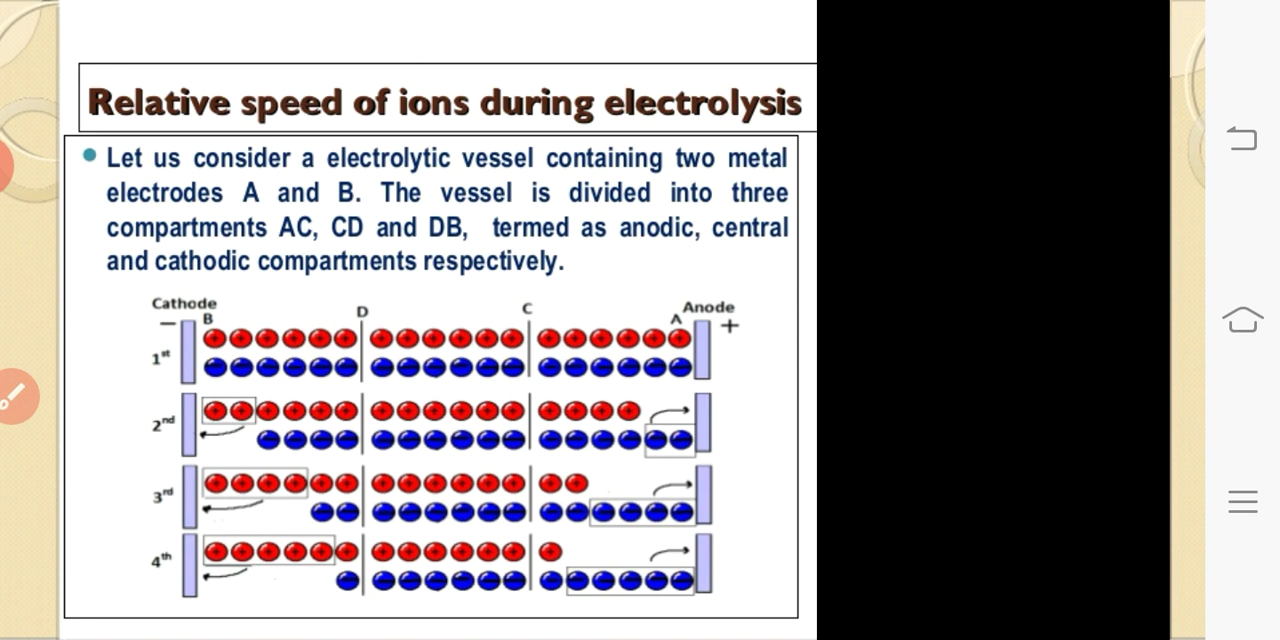 Relative speed of ions during electrolysis
Let us consider a electrolytic vessel containing two metal
electrodes A and B. The vessel is divided into three
compartments AC, CD and DB, termed as anodic, central
and cathodic compartments respectively.
Cathode Anode
− B D C A +
1st
2nd
3rd
4th